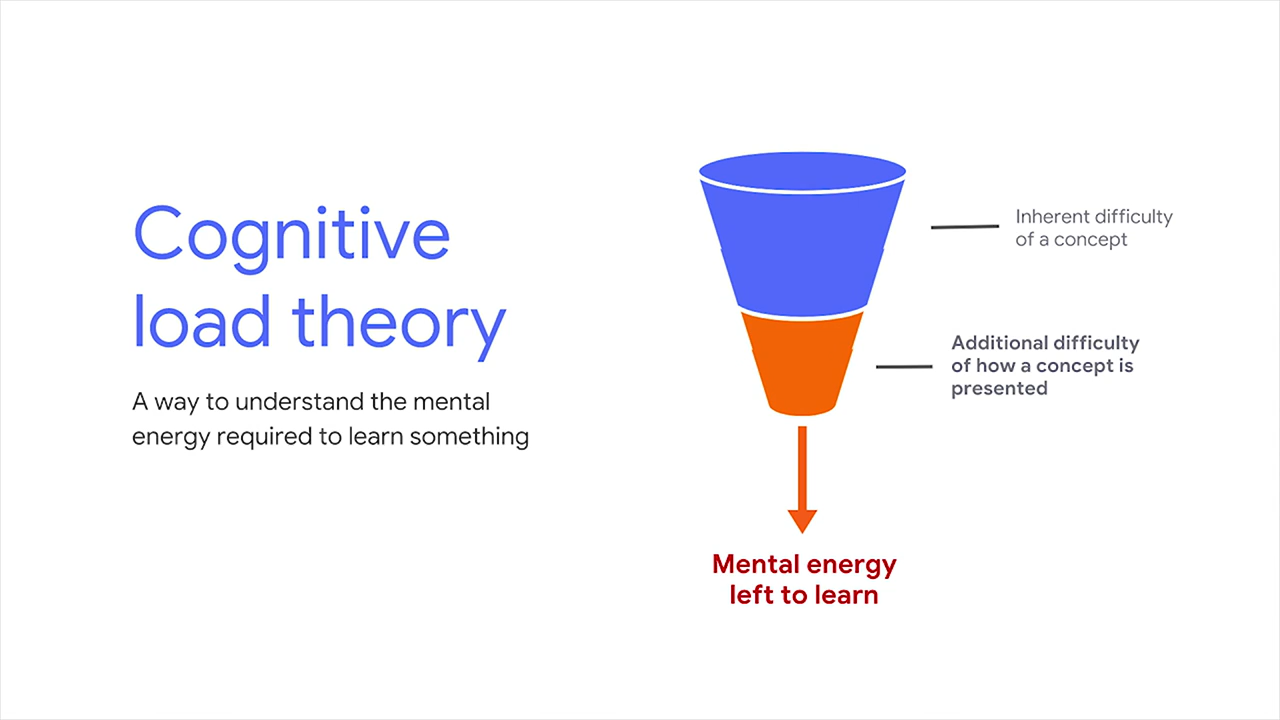 Cognitive
load theory
A way to understand the mental
energy required to learn something
Inherent difficulty
of a concept
Additional difficulty
of how a concept is
presented
Mental energy
left to learn